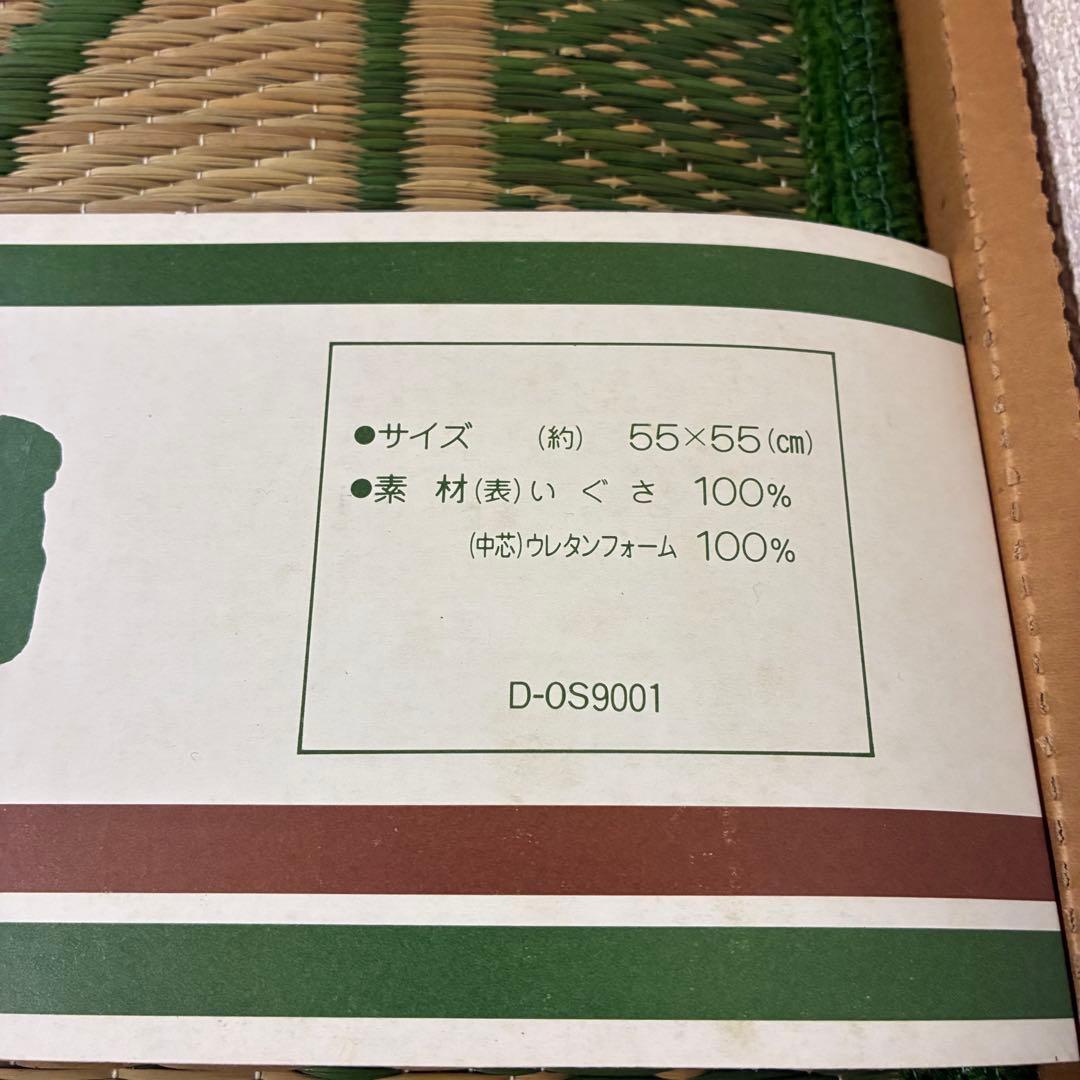 ●サイズ (約) 55×55(cm)
●素 材(表)い ぐ さ 100%
(中芯)ウレタンフォーム 100%
D-OS9001